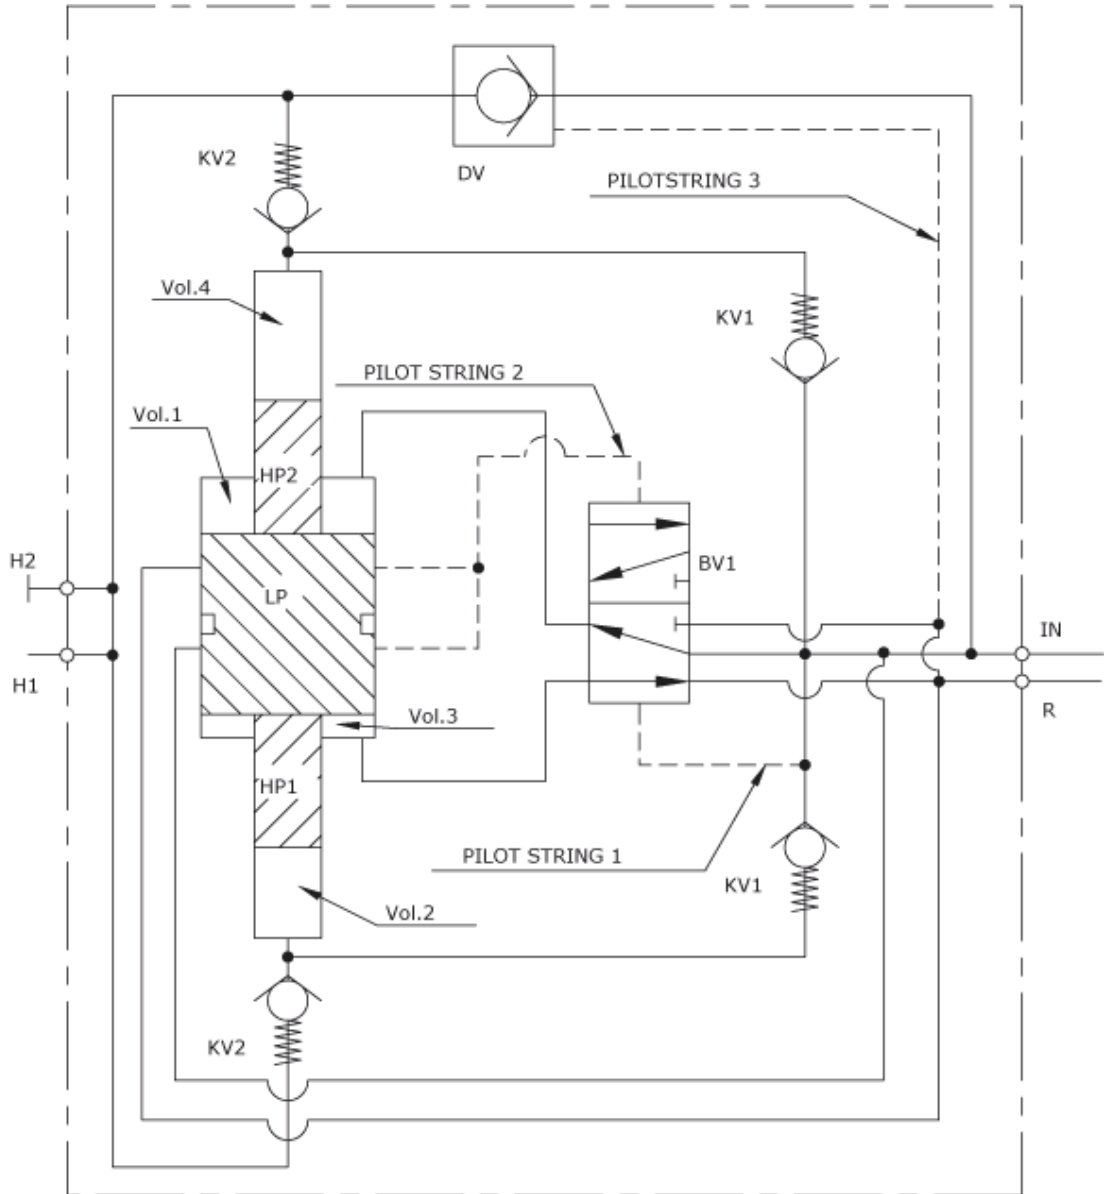 KV2
DV
PILOTSTRING 3
Vol.4
KV1
PILOT STRING 2
Vol.1
HP2
BV1
H2
LP
IN
H1
Vol.3
R
HP1
PILOT STRING 1
KV1
Vol.2
KV2